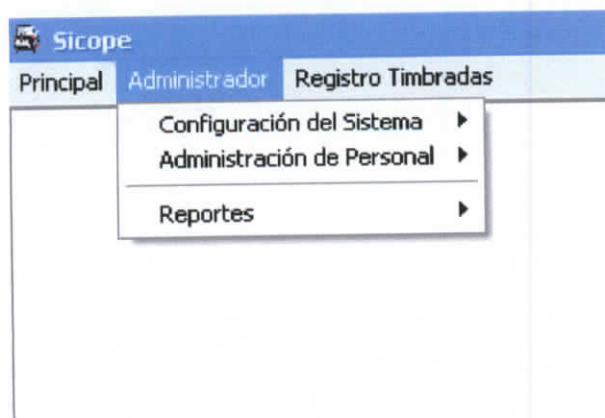 Sicope
Principal Administrador Registro Timbradas
Configuración del Sistema
Administración de Personal
Reportes